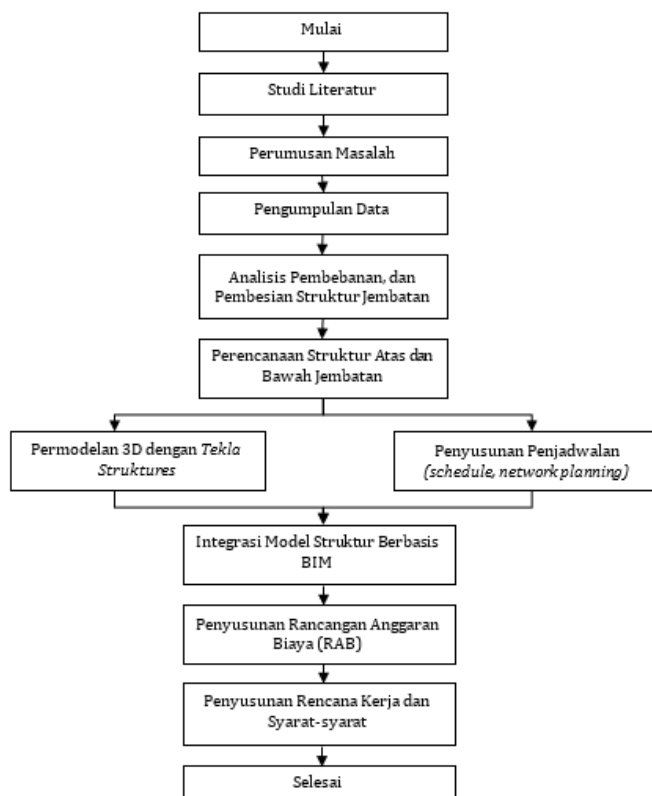 Mulai
Studi Literatur
Perumusan Masalah
Pengumpulan Data
Analisis Pembebanan, dan
Pembesian Struktur Jembatan
Perencanaan Struktur Atas dan
Bawah Jembatan
Permodelan 3D dengan Tekla
Struktures
Penyusunan Penjadwalan
(schedule, network planning)
Integrasi Model Struktur Berbasis
BIM
Penyusunan Rancangan Anggaran
Biaya (RAB)
Penyusunan Rencana Kerja dan
Syarat-syarat
Selesai